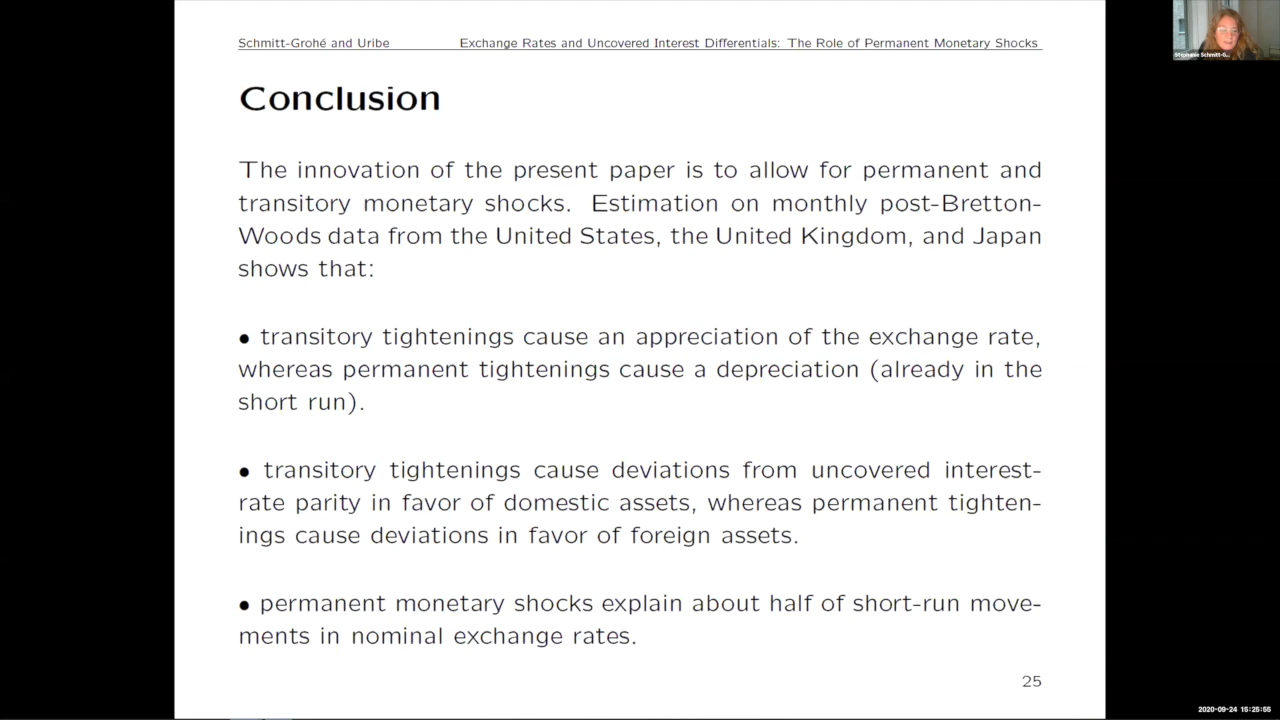 Schmitt-Grohé and Uribe Exchange Rates and Uncovered Interest Differentials: The Role of Permanent Monetary Shocks
Stephanie Schmitt-G...
Conclusion
The innovation of the present paper is to allow for permanent and
transitory monetary shocks. Estimation on monthly post-Bretton-
Woods data from the United States, the United Kingdom, and Japan
shows that:
• transitory tightenings cause an appreciation of the exchange rate,
whereas permanent tightenings cause a depreciation (already in the
short run).
• transitory tightenings cause deviations from uncovered interest-
rate parity in favor of domestic assets, whereas permanent tighten-
ings cause deviations in favor of foreign assets.
• permanent monetary shocks explain about half of short-run move-
ments in nominal exchange rates.
25
2020-09-24 15:25:55